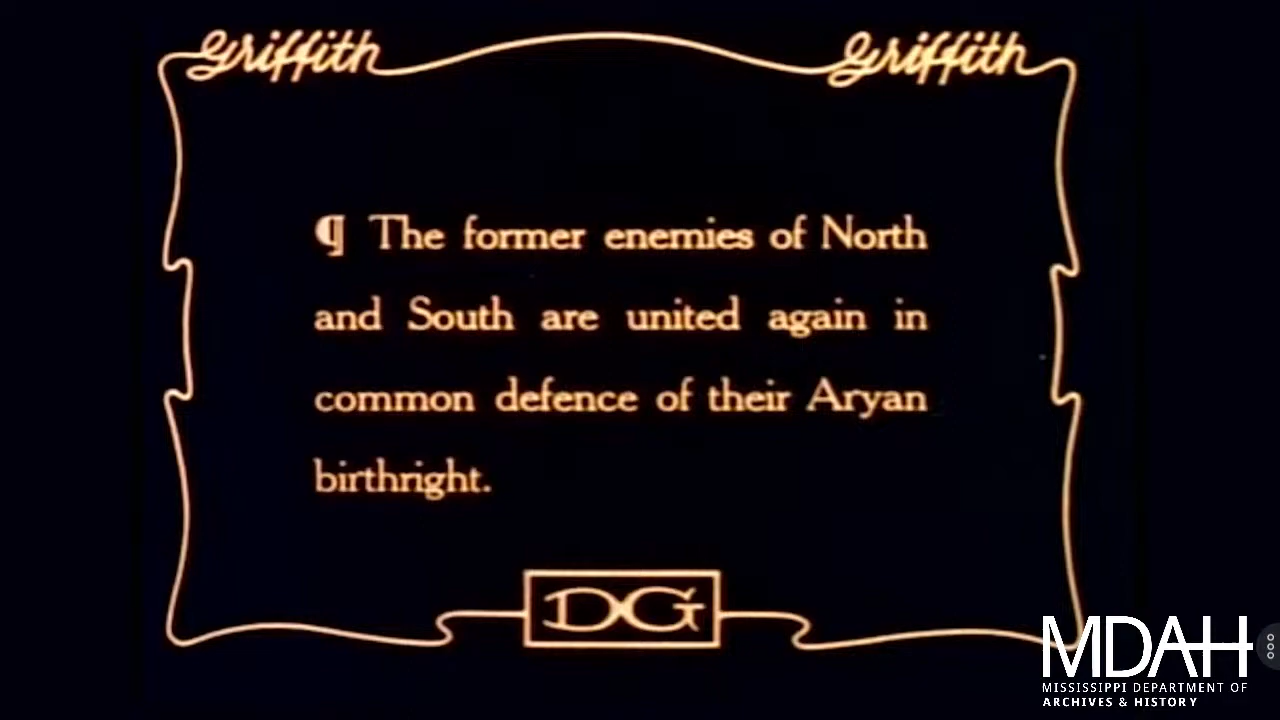 Griffith Griffith
¶ The former enemies of North
and South are united again in
common defence of their Aryan
birthright.
DG
MDAH
MISSISSIPPI DEPARTMENT OF
ARCHIVES & HISTORY